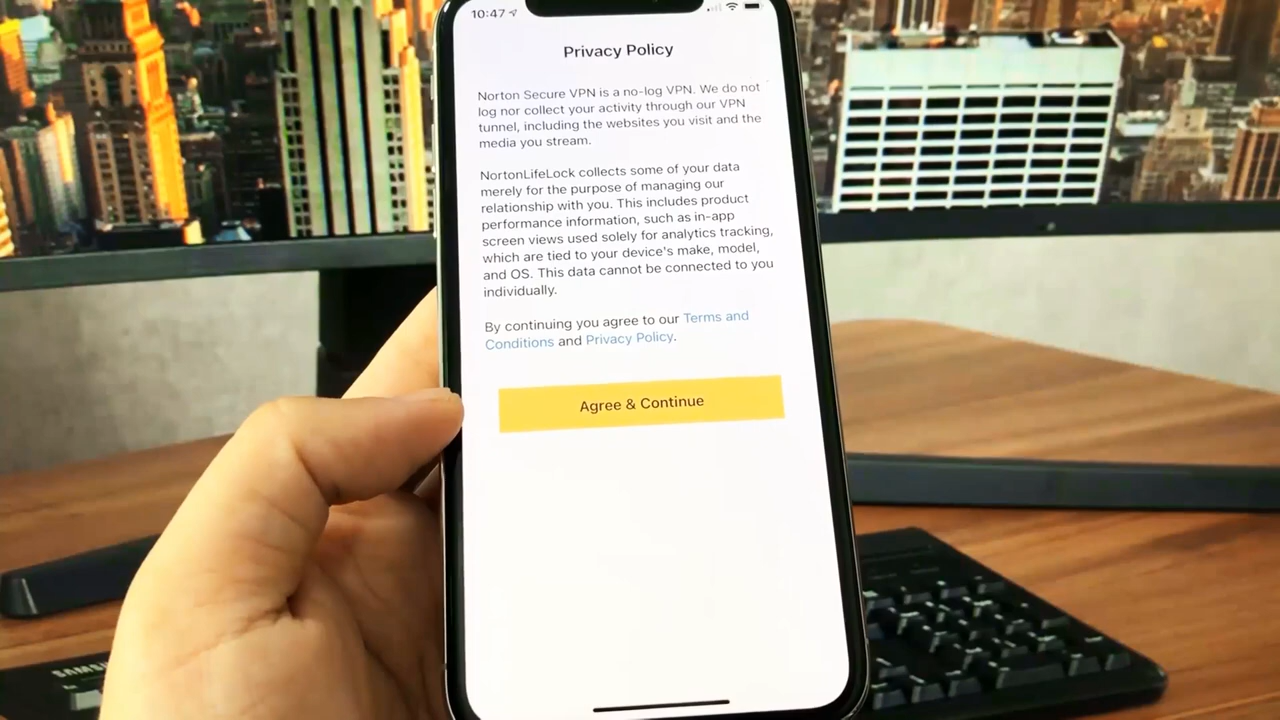 10:47
Privacy Policy
Norton Secure VPN is a no-log VPN. We do not
log nor collect your activity through our VPN
tunnel, including the websites you visit and the
media you stream.
NortonLifeLock collects some of your data
merely for the purpose of managing our
relationship with you. This includes product
performance information, such as in-app
screen views used solely for analytics tracking,
which are tied to your device's make, model,
and OS. This data cannot be connected to you
individually.
By continuing you agree to our Terms and
Conditions and Privacy Policy.
Agree & Continue